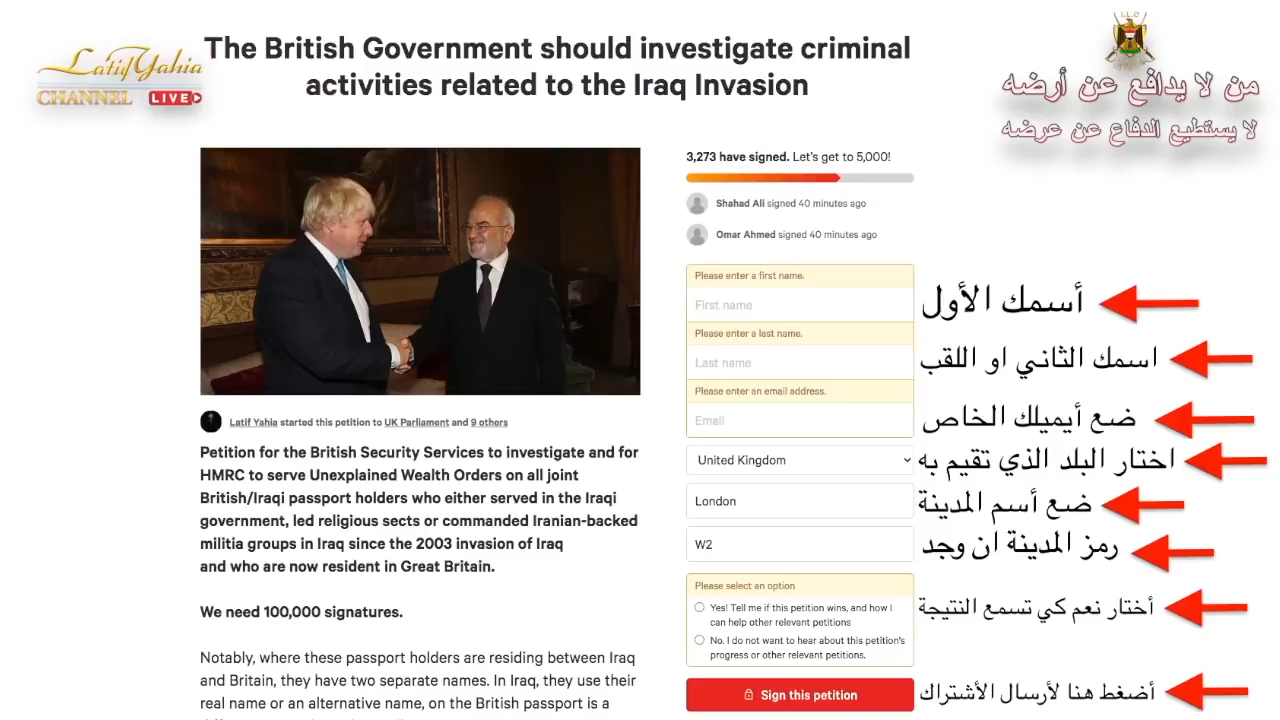 The British Government should investigate criminal
activities related to the Iraq Invasion
Latif Yahia
CHANNEL LIVE
I.L.O
من لا يدافع عن أرضه
لا يستطيع الدفاع عن عرضه
3,273 have signed. Let's get to 5,000!
Shahad Ali signed 40 minutes ago
Omar Ahmed signed 40 minutes ago
Please enter a first name.
First name
أسمك الأول
Please enter a last name.
Last name
اسمك الثاني او اللقب
Please enter an email address.
Email
ضع أيميلك الخاص
United Kingdom
اختار البلد الذي تقيم به
London
ضع أسم المدينة
W2
رمز المدينة ان وجد
Please select an option
Yes! Tell me if this petition wins, and how I
can help other relevant petitions
أختار نعم كي تسمع النتيجة
No. I do not want to hear about this petition's
progress or other relevant petitions.
Sign this petition
أضغط هنا لأرسال الأشتراك
Latif Yahia started this petition to UK Parliament and 9 others
Petition for the British Security Services to investigate and for
HMRC to serve Unexplained Wealth Orders on all joint
British/Iraqi passport holders who either served in the Iraqi
government, led religious sects or commanded Iranian-backed
militia groups in Iraq since the 2003 invasion of Iraq
and who are now resident in Great Britain.
We need 100,000 signatures.
Notably, where these passport holders are residing between Iraq
and Britain, they have two separate names. In Iraq, they use their
real name or an alternative name, on the British passport is a